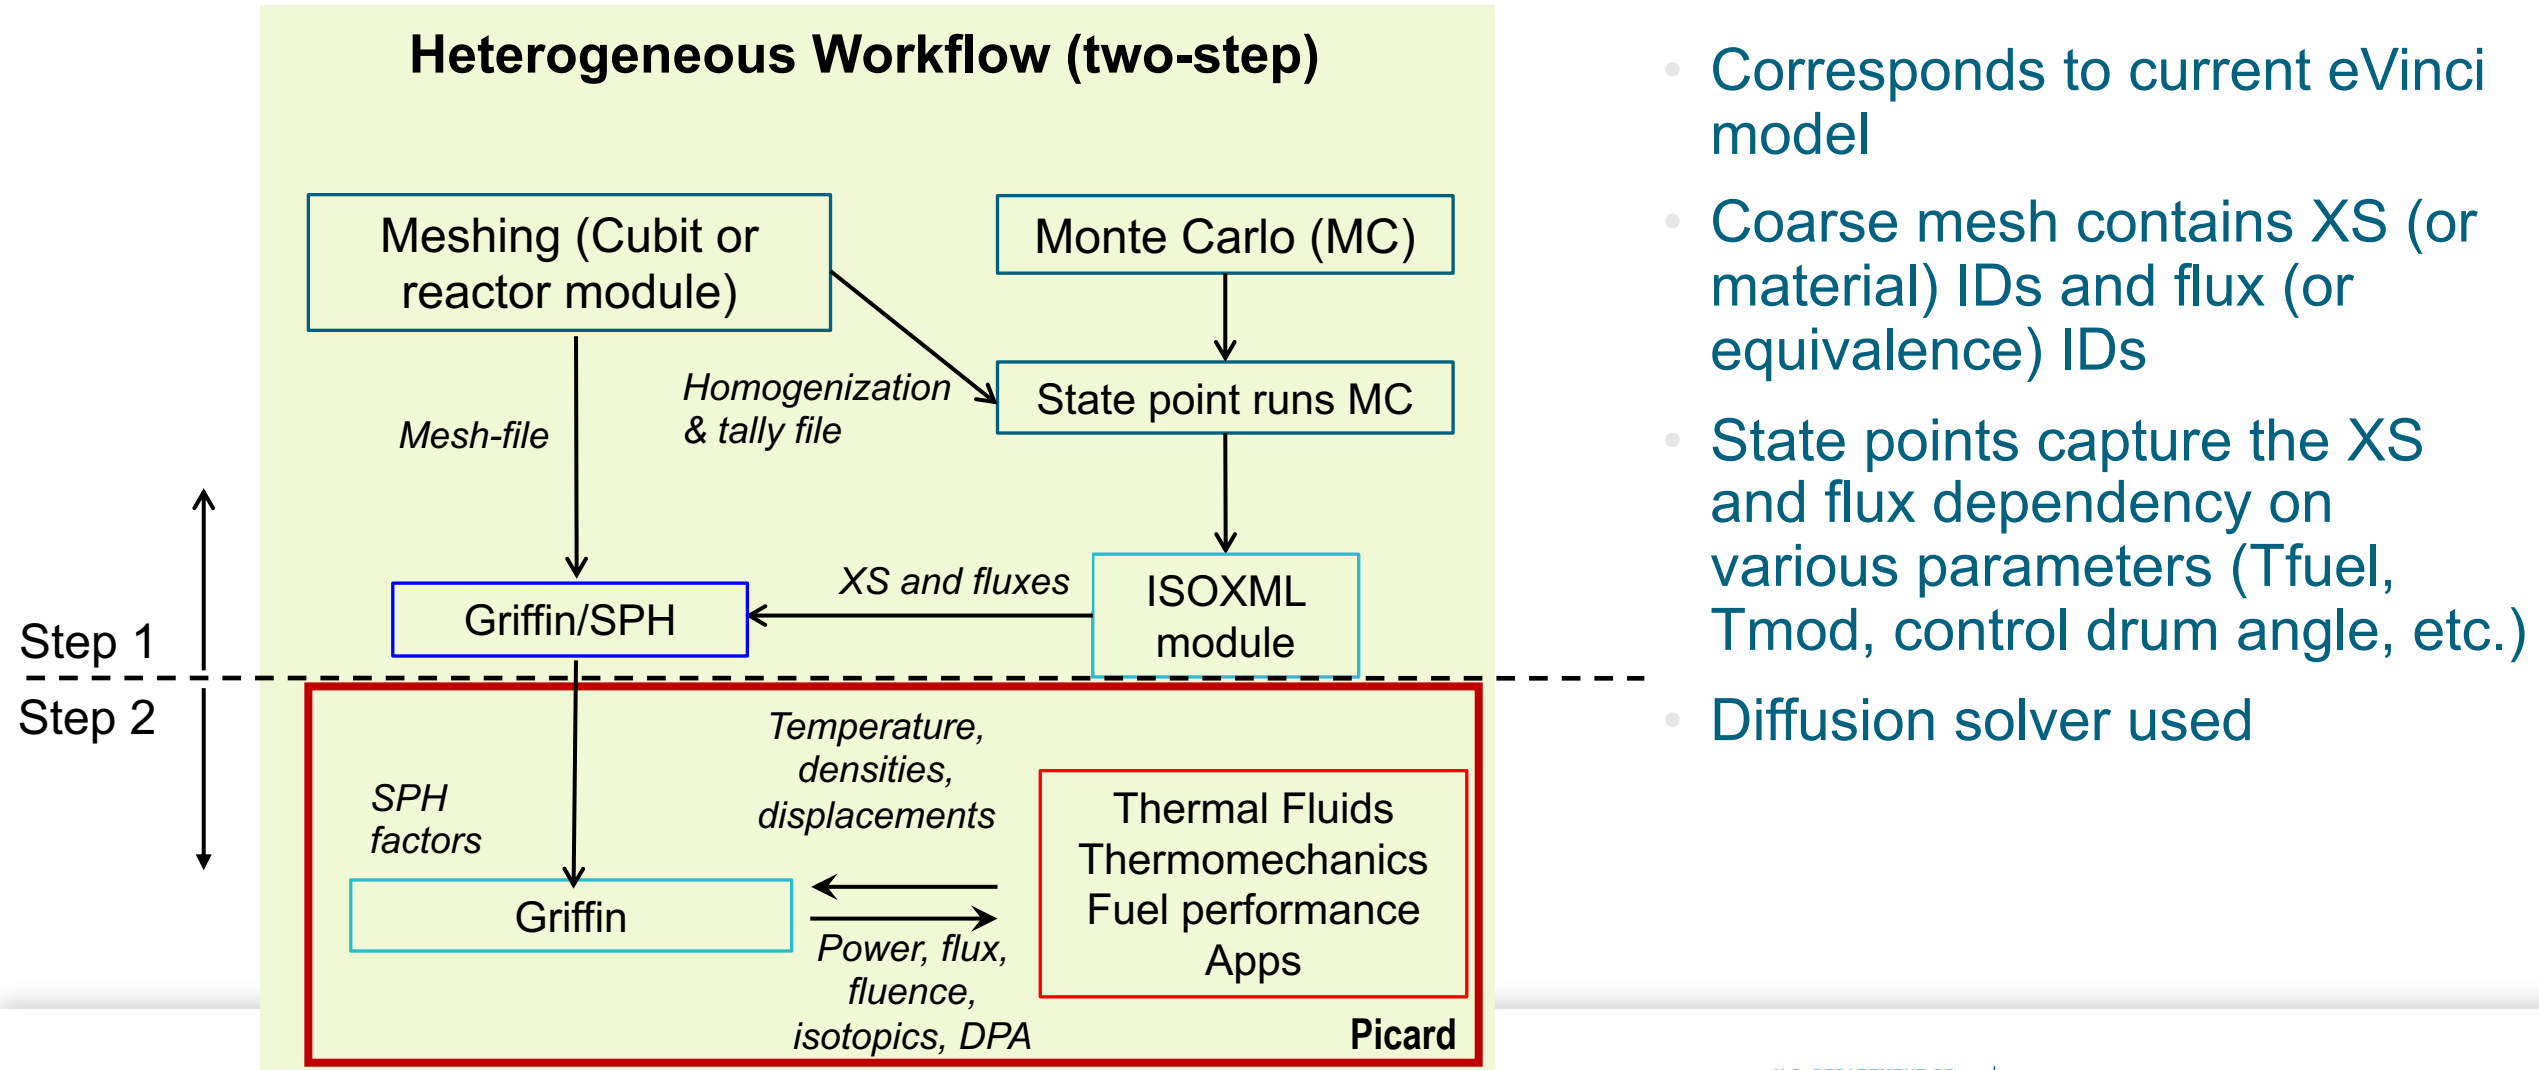 Heterogeneous Workflow (two-step)
Meshing (Cubit or
reactor module)
Monte Carlo (MC)
Homogenization
& tally file
State point runs MC
Mesh-file
XS and fluxes
ISOXML
module
Griffin/SPH
Step 1
Step 2
Temperature,
densities,
displacements
SPH
factors
Thermal Fluids
Thermomechanics
Fuel performance
Apps
Griffin
Power, flux,
fluence,
isotopics, DPA
Picard
• Corresponds to current eVinci
model
• Coarse mesh contains XS (or
material) IDs and flux (or
equivalence) IDs
• State points capture the XS
and flux dependency on
various parameters (Tfuel,
Tmod, control drum angle, etc.)
• Diffusion solver used